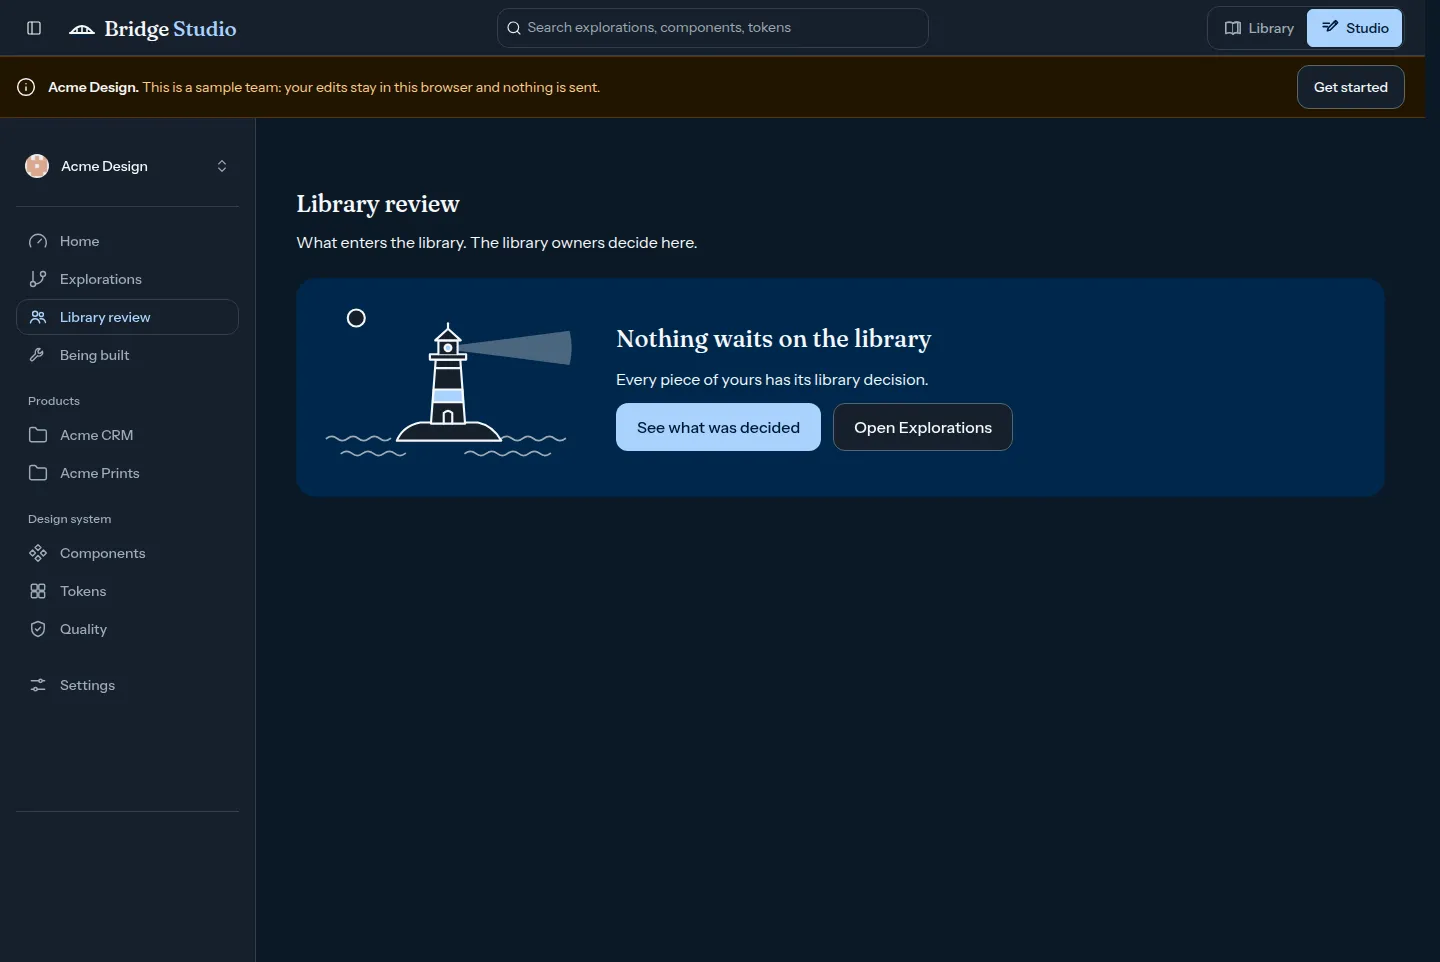 Bridge Studio
Search explorations, components, tokens
Library
Studio
Acme Design. This is a sample team: your edits stay in this browser and nothing is sent.
Get started
Acme Design
Home
Explorations
Library review
Being built
Products
Acme CRM
Acme Prints
Design system
Components
Tokens
Quality
Settings
Library review
What enters the library. The library owners decide here.
Nothing waits on the library
Every piece of yours has its library decision.
See what was decided
Open Explorations